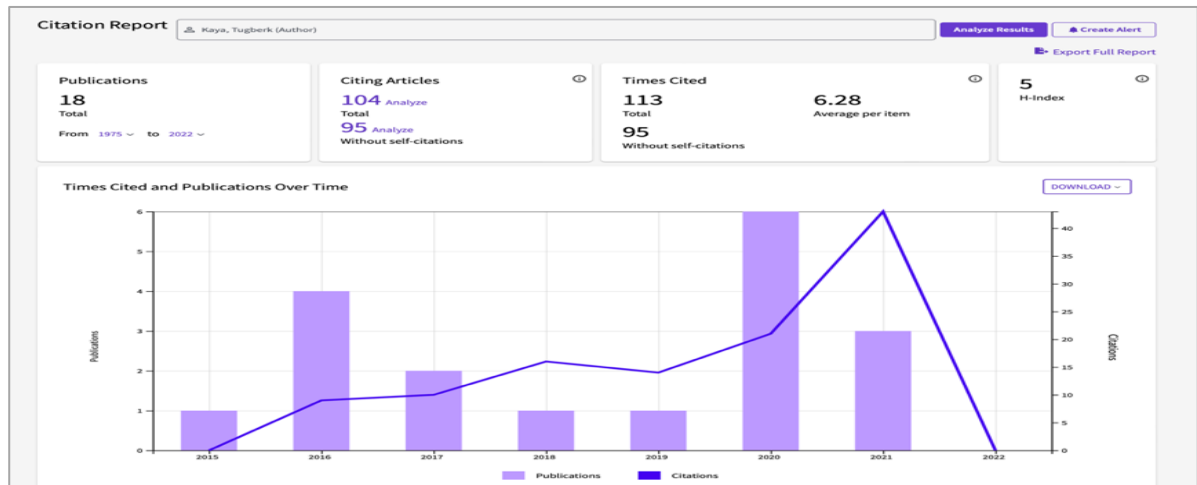 Citation Report
Kaya, Tugberk (Author)
Analyze Results
Create Alert
Export Full Report
Publications
18
Total
From 1975 to 2022
Citing Articles
104 Analyze
Total
95 Analyze
Without self-citations
Times Cited
113
Total
95
Without self-citations
6.28
Average per item
5
H-Index
Times Cited and Publications Over Time
DOWNLOAD
Publications
6
5
4
3
2
1
0
40
35
30
25
20
15
10
5
0
Citations
2015 2016 2017 2018 2019 2020 2021 2022
Publications Citations